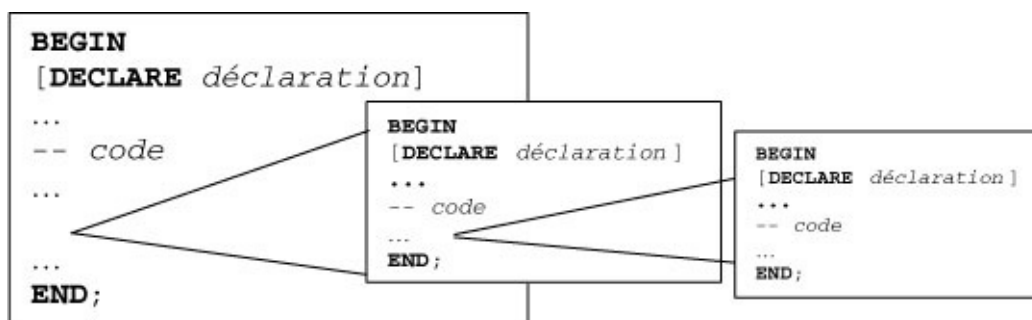 BEGIN
[DECLARE déclaration]
...
-- code
...
...
END;
BEGIN
[DECLARE déclaration ]
...
-- code
...
END;
BEGIN
[DECLARE déclaration ]
...
-- code
...
END;